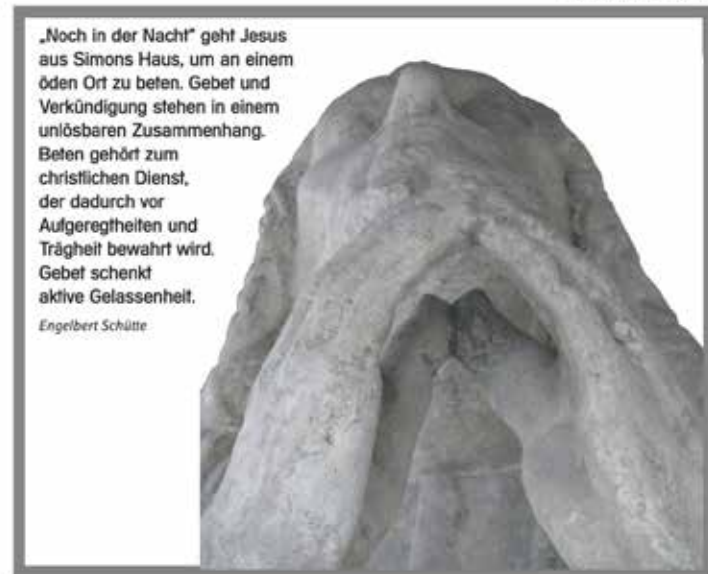 „Noch in der Nacht“ geht Jesus
aus Simons Haus, um an einem
öden Ort zu beten. Gebet und
Verkündigung stehen in einem
unlösbaren Zusammenhang.
Beten gehört zum
christlichen Dienst,
der dadurch vor
Aufgeregtheiten und
Trägheit bewahrt wird.
Gebet schenkt
aktive Gelassenheit.
Engelbert Schütte